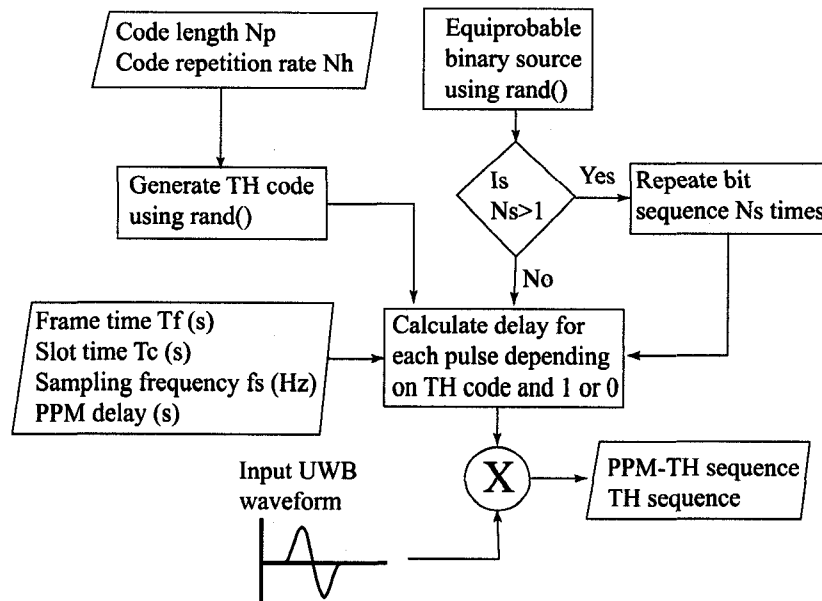 Code length Np
Code repetition rate Nh
Equiprobable
binary source
using rand()
Generate TH code
using rand()
Is
Ns>1
Yes
Repeat bit
sequence Ns times
No
Frame time Tf (s)
Slot time Tc (s)
Sampling frequency fs (Hz)
PPM delay (s)
Calculate delay for
each pulse depending
on TH code and 1 or 0
Input UWB
waveform
X
PPM-TH sequence
TH sequence